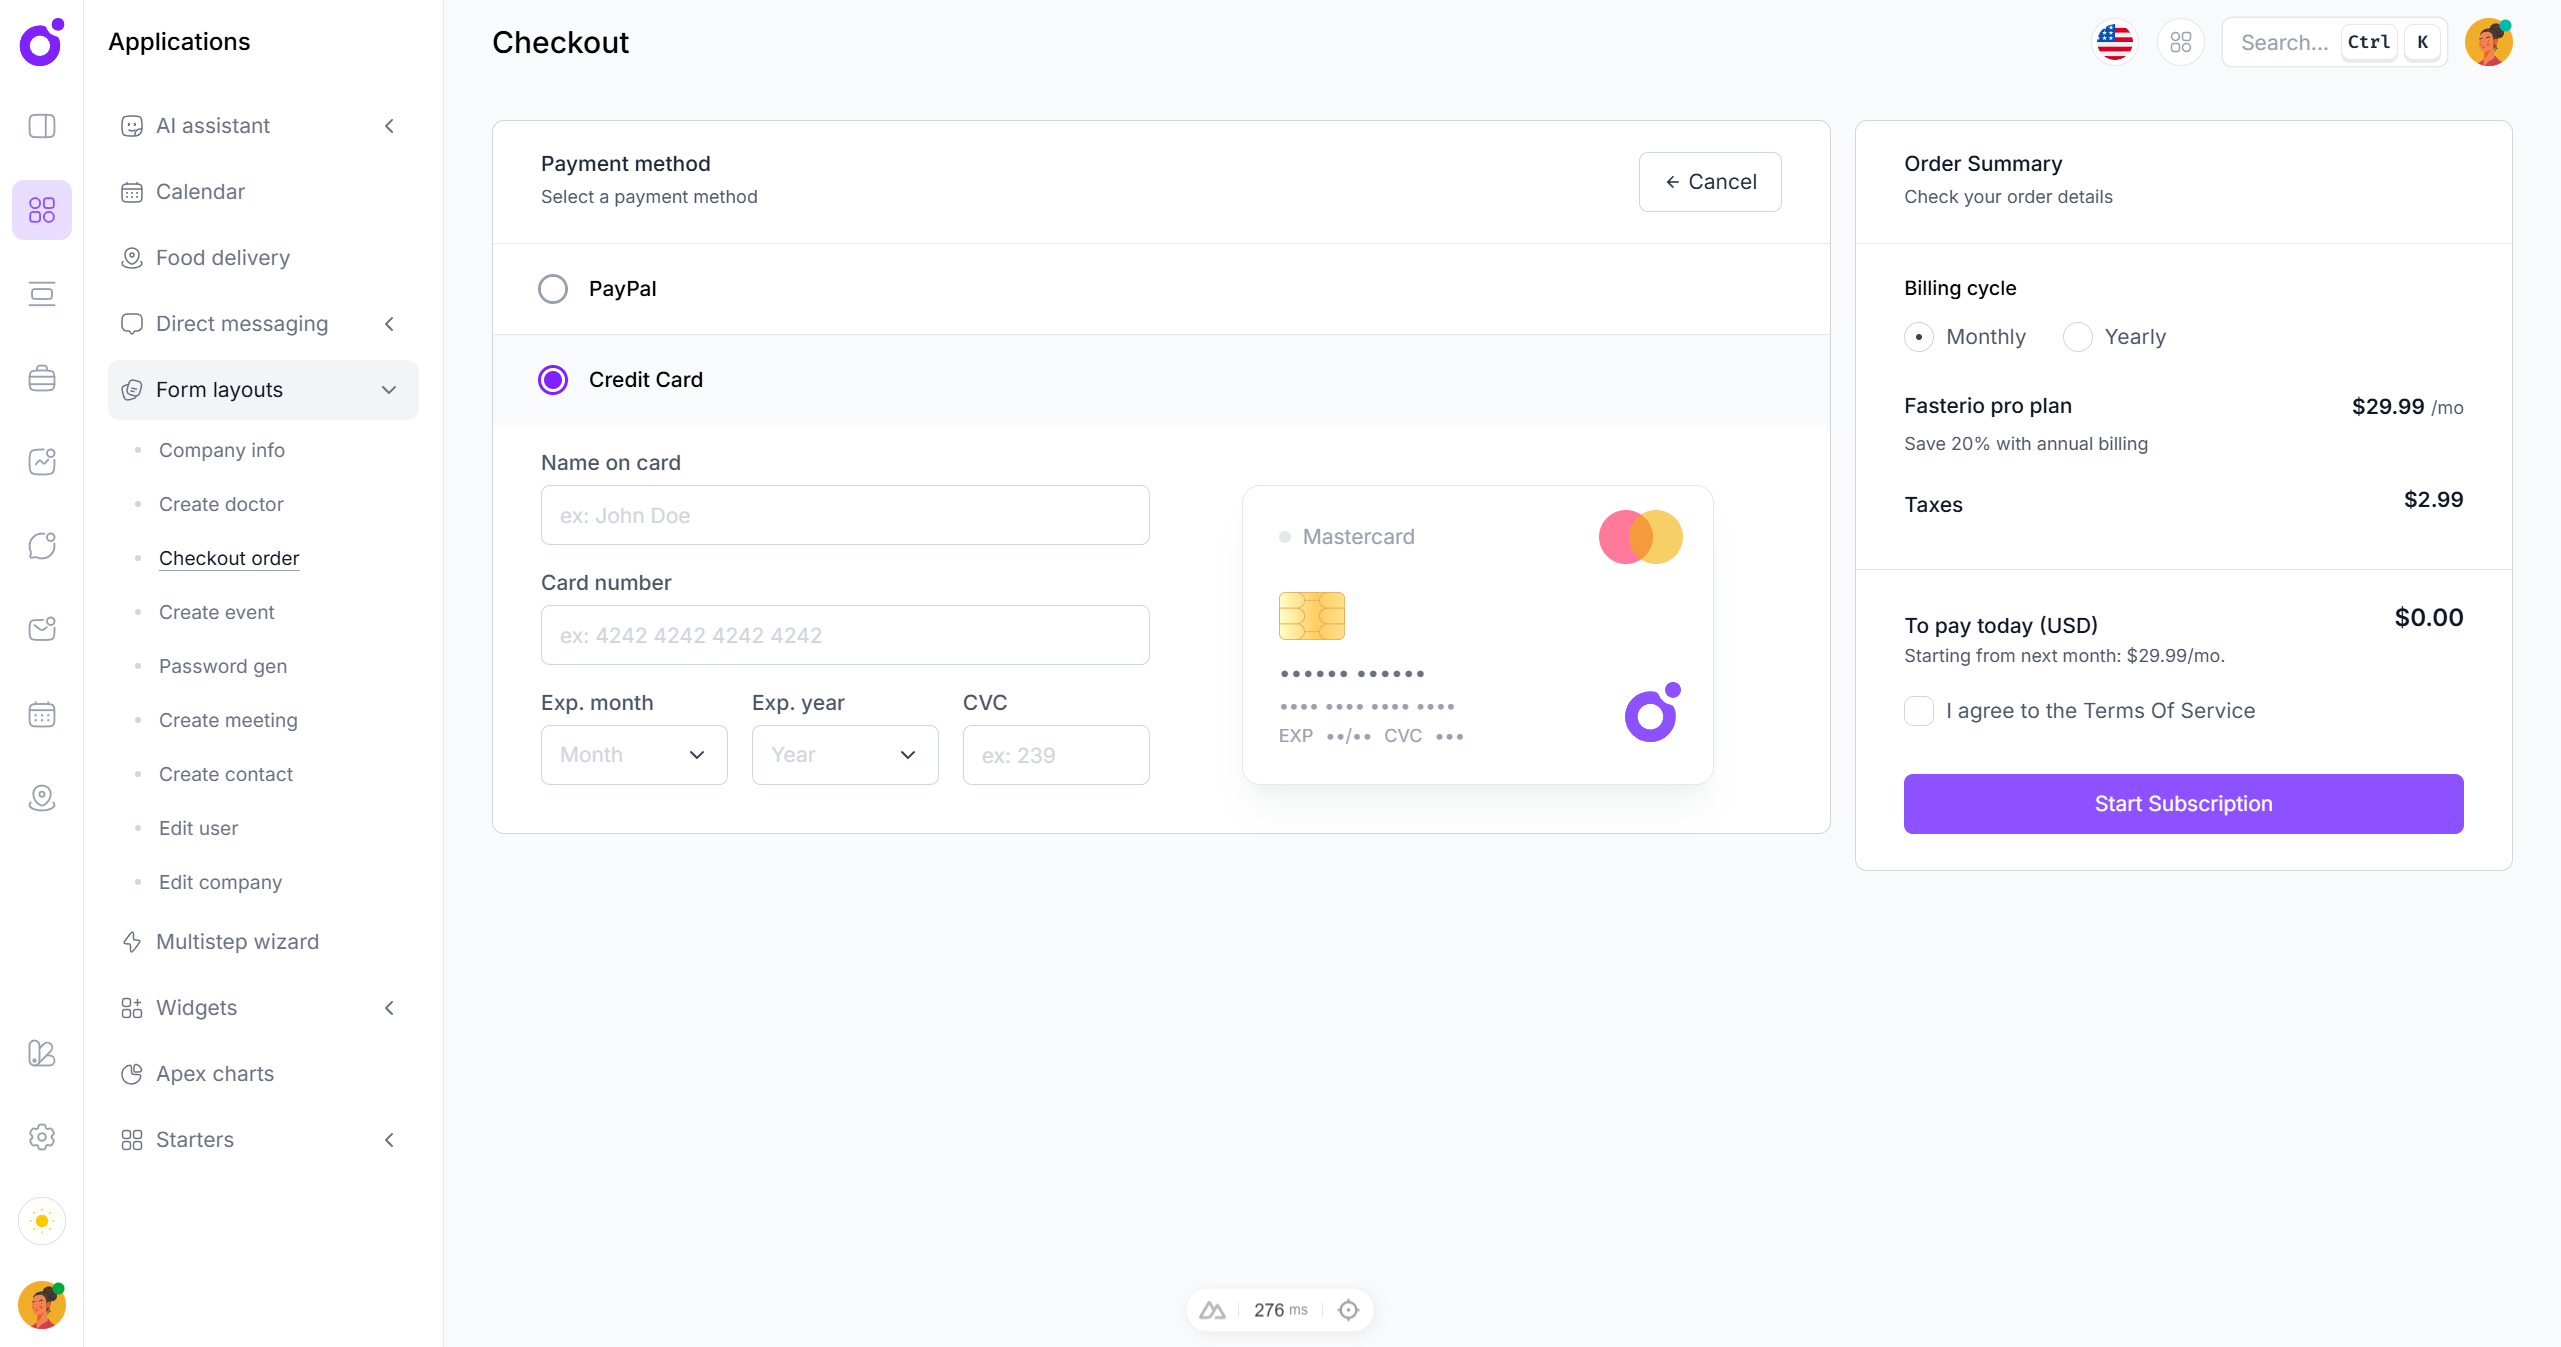 Applications
AI assistant
Calendar
Food delivery
Direct messaging
Form layouts
Company info
Create doctor
Checkout order
Create event
Password gen
Create meeting
Create contact
Edit user
Edit company
Multistep wizard
Widgets
Apex charts
Starters
Checkout
Search... Ctrl K
Payment method
Select a payment method
← Cancel
PayPal
Credit Card
Name on card
ex: John Doe
Card number
ex: 4242 4242 4242 4242
Exp. month Exp. year CVC
Month Year ex: 239
Mastercard
•••••• ••••••
•••• •••• •••• ••••
EXP ••/•• CVC •••
Order Summary
Check your order details
Billing cycle
Monthly Yearly
Fasterio pro plan $29.99 /mo
Save 20% with annual billing
Taxes $2.99
To pay today (USD) $0.00
Starting from next month: $29.99/mo.
I agree to the Terms Of Service
Start Subscription
276 ms